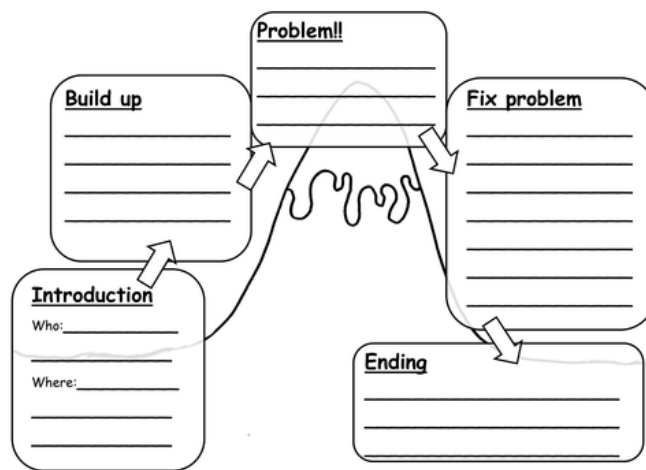 Introduction
Who:
Where:
Build up
Problem!!
Fix problem
Ending